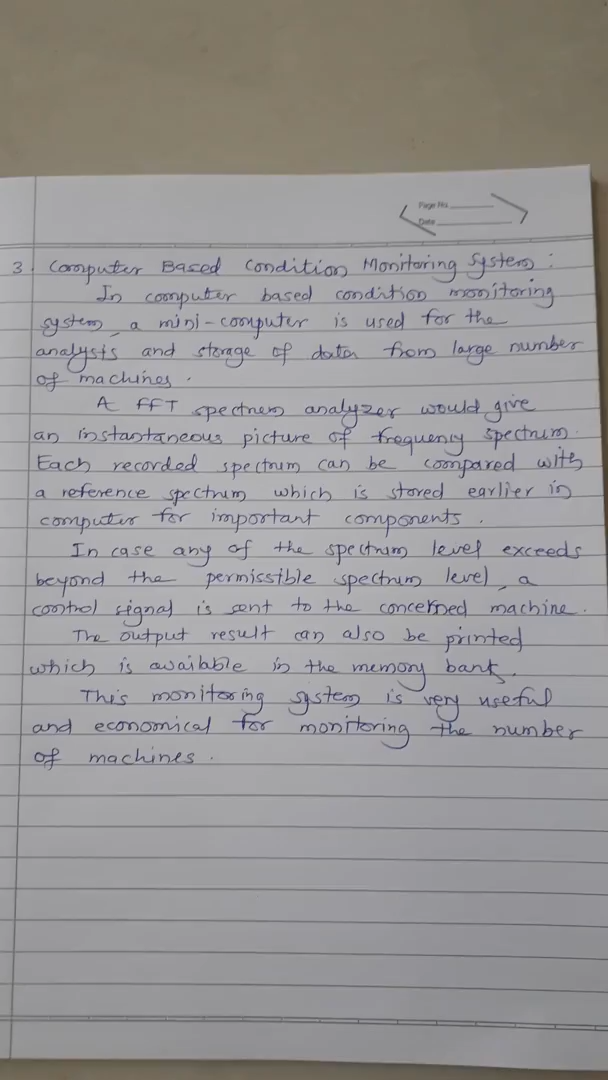 Page No.
Date
3. Computer Based Condition Monitoring System :
In computer based condition monitoring
system, a mini-computer is used for the
analysis and storage of data from large number
of machines.
A FFT spectrum analyzer would give
an instantaneous picture of frequency spectrum.
Each recorded spectrum can be compared with
a reference spectrum which is stored earlier in
computer for important components.
In case any of the spectrum level exceeds
beyond the permissible spectrum level, a
control signal is sent to the concerned machine.
The output result can also be printed
which is available in the memory bank.
This monitoring system is very useful
and economical for monitoring the number
of machines.